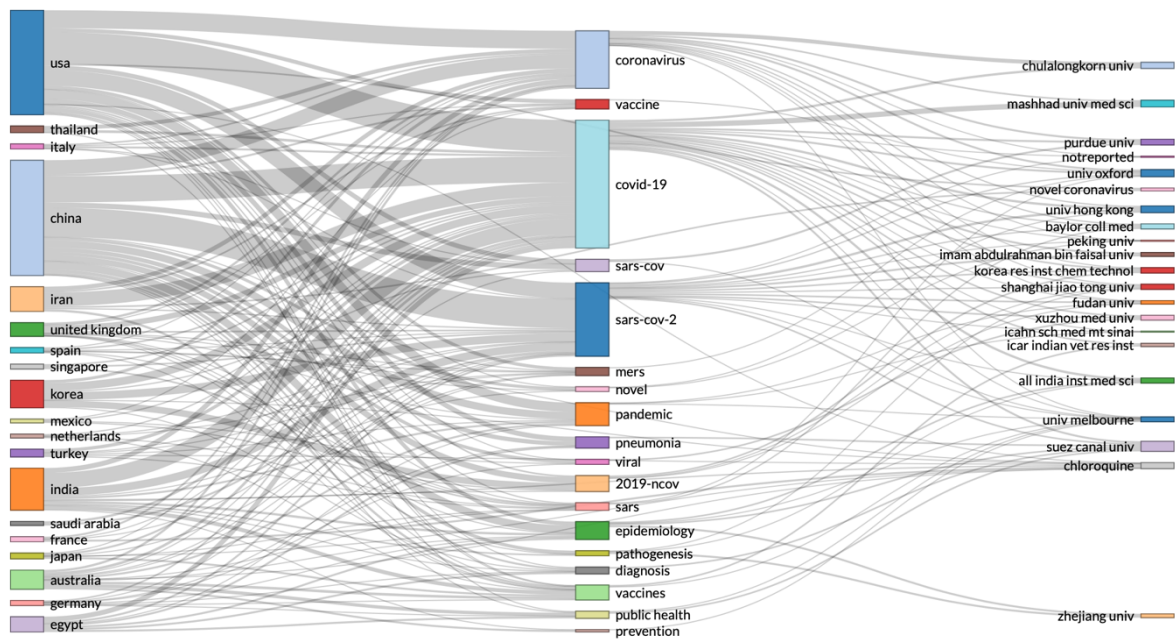 usa
thailand
italy
china
iran
united kingdom
spain
singapore
korea
mexico
netherlands
turkey
india
saudi arabia
france
japan
australia
germany
egypt
coronavirus
vaccine
covid-19
sars-cov
sars-cov-2
mers
novel
pandemic
pneumonia
viral
2019-ncov
sars
epidemiology
pathogenesis
diagnosis
vaccines
public health
prevention
chulalongkorn univ
mashhad univ med sci
purdue univ
notreported
univ oxford
novel coronavirus
univ hong kong
baylor coll med
peking univ
imam abdulrahman bin faisal univ
korea res inst chem technol
shanghai jiao tong univ
fudan univ
xuzhou med univ
icahn sch med mt sinai
icar indian vet res inst
all india inst med sci
univ melbourne
suez canal univ
chloroquine
zhejiang univ